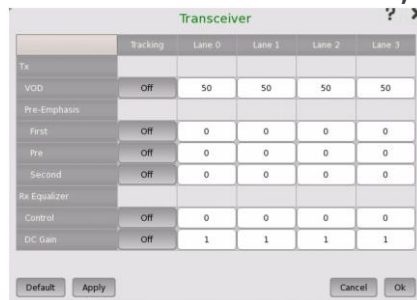 Transceiver ? X
Tracking Lane 0 Lane 1 Lane 2 Lane 3
Tx
VOD Off 50 50 50 50
Pre-Emphasis
First Off 0 0 0 0
Pre Off 0 0 0 0
Second Off 0 0 0 0
Rx Equalizer
Control Off 0 0 0 0
DC Gain Off 1 1 1 1
Default Apply Cancel Ok